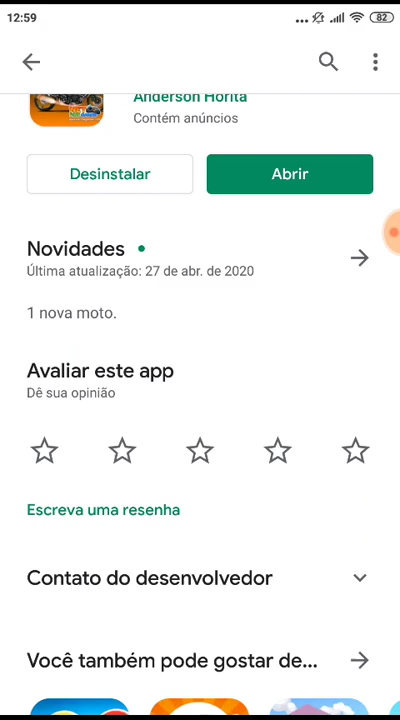 12:59
82
Anderson Horita
Contém anúncios
Desinstalar
Abrir
Novidades
Última atualização: 27 de abr. de 2020
1 nova moto.
Avaliar este app
Dê sua opinião
Escreva uma resenha
Contato do desenvolvedor
Você também pode gostar de...